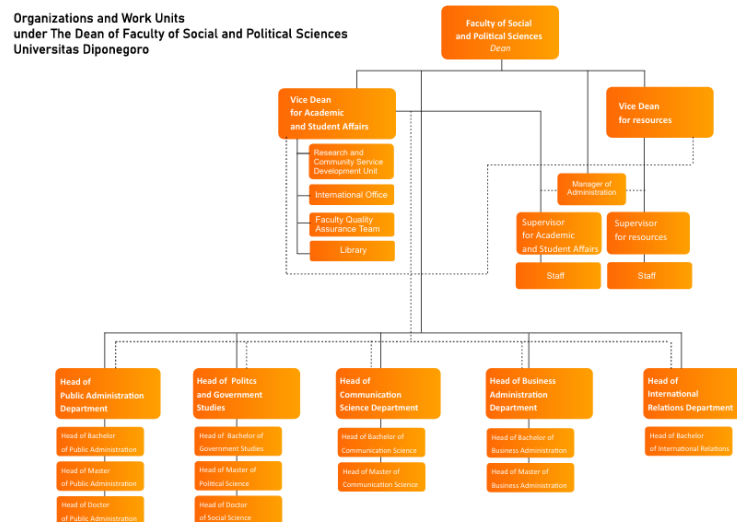 Organizations and Work Units
under The Dean of Faculty of Social and Political Sciences
Universitas Diponegoro
Faculty of Social
and Political Sciences
Dean
Vice Dean
for Academic
and Student Affairs
Vice Dean
for resources
Research and
Community Service
Development Unit
International Office
Faculty Quality
Assurance Team
Library
Manager of
Administration
Supervisor
for Academic
and Student Affairs
Supervisor
for resources
Staff
Staff
Head of
Public Administration
Department
Head of Politcs
and Government
Studies
Head of
Communication
Science Department
Head of Business
Administration
Department
Head of
International
Relations Department
Head of Bachelor
of Public Administration
Head of Master
of Public Administration
Head of Doctor
of Public Administration
Head of Bachelor of
Government Studies
Head of Master of
Political Science
Head of Doctor
of Social Science
Head of Bachelor of
Communication Science
Head of Master of
Communication Science
Head of Bachelor of
Business Administration
Head of Master of
Business Administration
Head of Bachelor
of International Relations